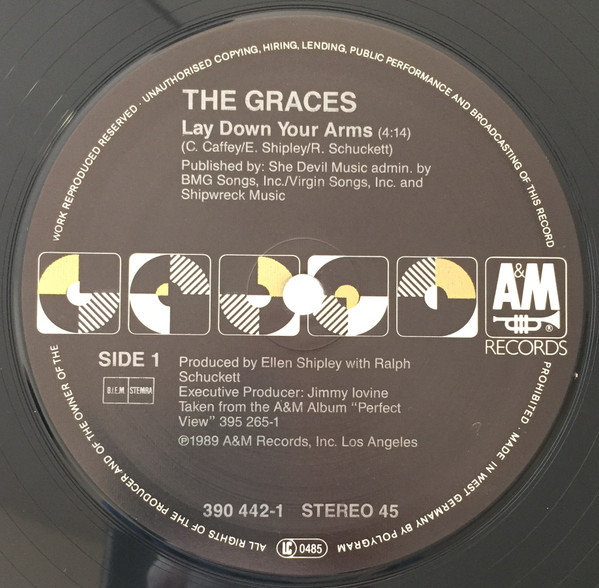 THE GRACES
Lay Down Your Arms (4:14)
(C. Caffey/E. Shipley/R. Schuckett)
Published by: She Devil Music admin. by
BMG Songs, Inc./Virgin Songs, Inc. and
Shipwreck Music
A&M
®
RECORDS
SIDE 1
B.I.E.M. STEMRA
Produced by Ellen Shipley with Ralph
Schuckett
Executive Producer: Jimmy Iovine
Taken from the A&M Album "Perfect
View" 395 265-1
℗1989 A&M Records, Inc. Los Angeles
390 442-1 STEREO 45
LC 0485
ALL RIGHTS OF THE PRODUCER AND OF THE OWNER OF THE WORK REPRODUCED RESERVED · UNAUTHORISED COPYING, HIRING, LENDING, PUBLIC PERFORMANCE AND BROADCASTING OF THIS RECORD PROHIBITED · MADE IN WEST GERMANY BY POLYGRAM